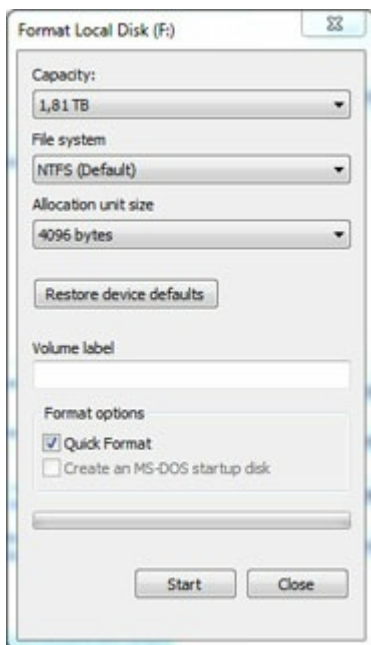 Format Local Disk (F:)
Capacity:
1,81 TB
File system
NTFS (Default)
Allocation unit size
4096 bytes
Restore device defaults
Volume label
Format options
Quick Format
Create an MS-DOS startup disk
Start Close